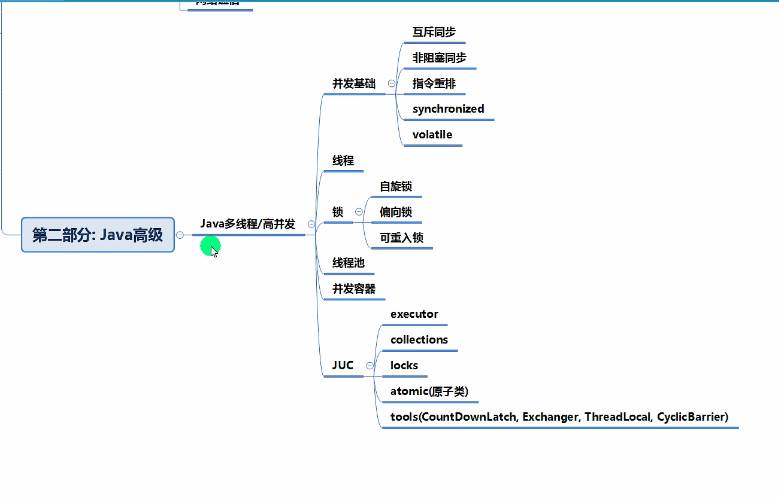 互斥同步
非阻塞同步
并发基础
指令重排
synchronized
volatile
线程
自旋锁
锁
偏向锁
可重入锁
第二部分: Java高级
Java多线程/高并发
线程池
并发容器
executor
collections
JUC
locks
atomic(原子类)
tools(CountDownLatch, Exchanger, ThreadLocal, CyclicBarrier)